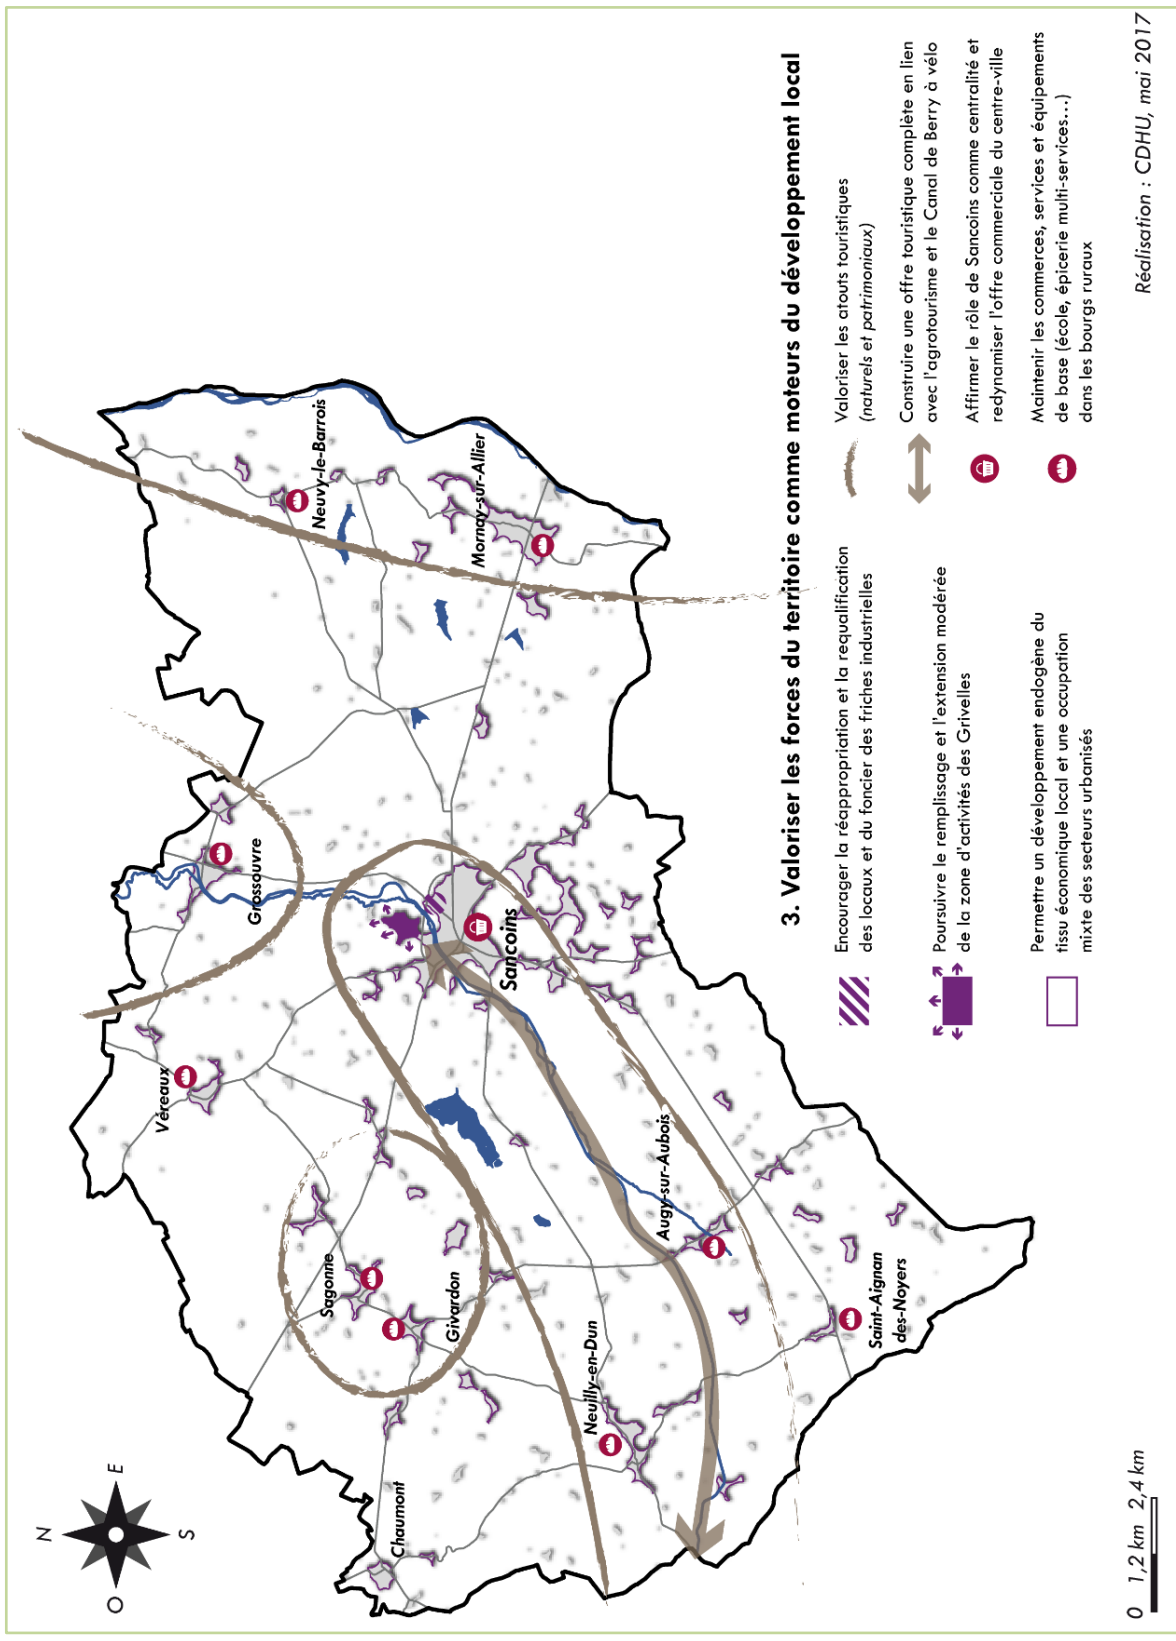 N
O
E
S
Neuvy-le-Barrois
Mornay-sur-Allier
Grossouvre
Véreaux
Sancoins
Sagonne
Givardon
Augy-sur-Aubois
Neuilly-en-Dun
Chaumont
Saint-Aignan
des-Noyers
3. Valoriser les forces du territoire comme moteurs du développement local
Encourager la réappropriation et la requalification
des locaux et du foncier des friches industrielles
Poursuivre le remplissage et l'extension modérée
de la zone d'activités des Grivelles
Permettre un développement endogène du
tissu économique local et une occupation
mixte des secteurs urbanisés
Valoriser les atouts touristiques
(naturels et patrimoniaux)
Construire une offre touristique complète en lien
avec l'agrotourisme et le Canal de Berry à vélo
Affirmer le rôle de Sancoins comme centralité et
redynamiser l'offre commerciale du centre-ville
Maintenir les commerces, services et équipements
de base (école, épicerie multi-services...)
dans les bourgs ruraux
0 1,2 km 2,4 km
Réalisation : CDHU, mai 2017